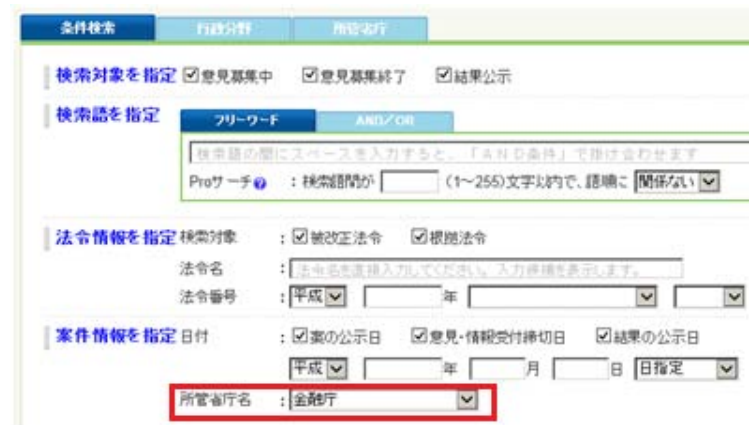 条件検索 行政分野 所管省庁
検索対象を指定 意見募集中 意見募集終了 結果公示
検索語を指定 フリーワード AND/OR
検索語の間にスペースを入力すると、「AND条件」で掛け合わせます
Proサーチ : 検索語間が (1~255)文字以内で、語順に 関係ない
法令情報を指定 検索対象 : 被改正法令 根拠法令
法令名 : 法令名を直接入力してください。入力候補を表示します。
法令番号 : 平成 年
案件情報を指定 日付 : 案の公示日 意見・情報受付締切日 結果の公示日
平成 年 月 日 日指定
所管省庁名 : 金融庁